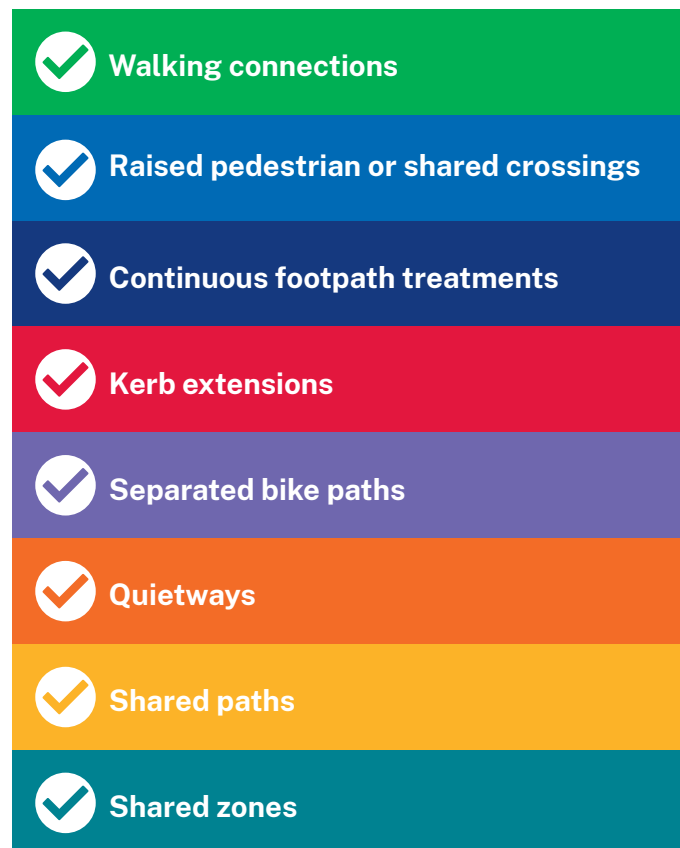 Walking connections
Raised pedestrian or shared crossings
Continuous footpath treatments
Kerb extensions
Separated bike paths
Quietways
Shared paths
Shared zones